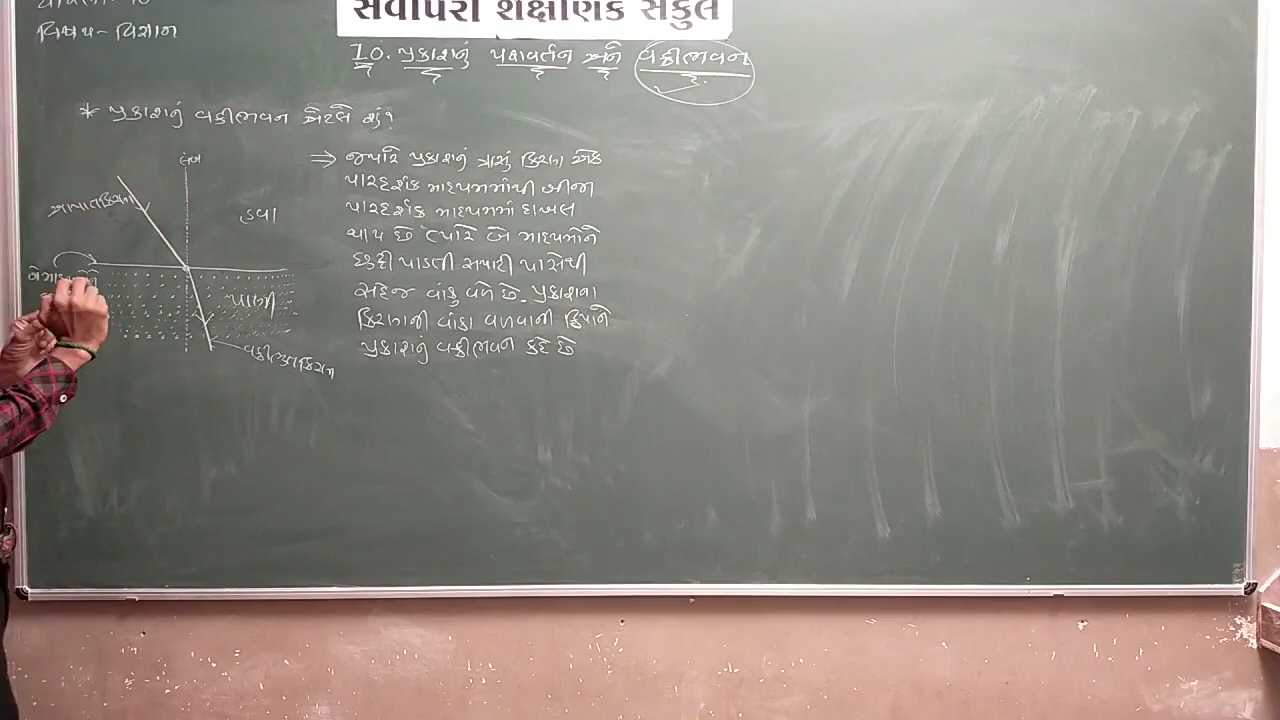 સર્વોપરી શૈક્ષણિક સંકુલ
વિષય - વિજ્ઞાન
10. પ્રકાશનું પરાવર્તન અને વક્રીભવન
* પ્રકાશનું વક્રીભવન એટલે શું?
લંબ
આપાતકિરણ
હવા
પાણી
વક્રીભૂતકિરણ
⇒ જ્યારે પ્રકાશનું ત્રાંસું કિરણ એક
પારદર્શક માધ્યમમાંથી બીજા
પારદર્શક માધ્યમમાં દાખલ
થાય છે ત્યારે બે માધ્યમોને
છુટી પાડતી સપાટી પાસેથી
સહેજ વાંકુ વળે છે. પ્રકાશના
કિરણની વાંકા વળવાની ક્રિયાને
પ્રકાશનું વક્રીભવન કહે છે